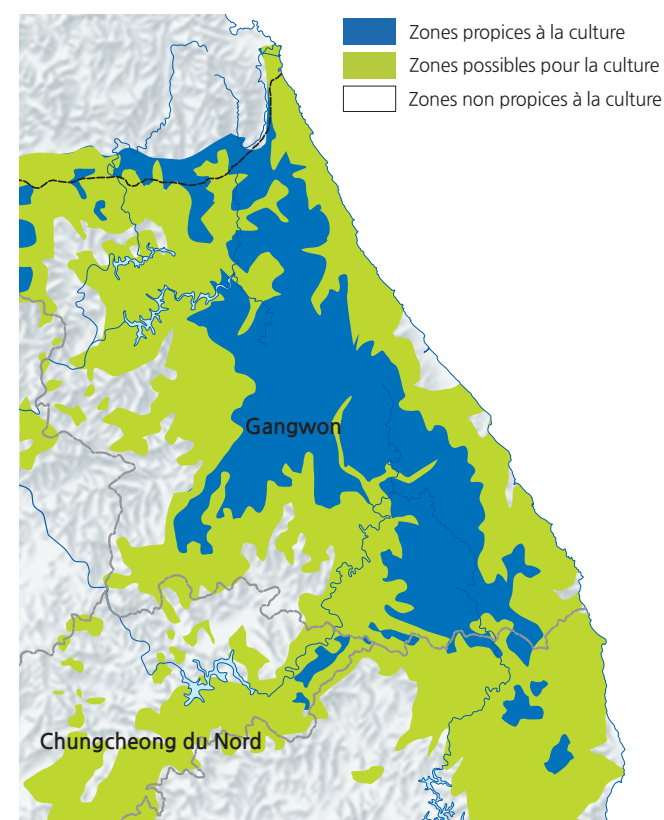 Zones propices à la culture
Zones possibles pour la culture
Zones non propices à la culture
Gangwon
Chungcheong du Nord